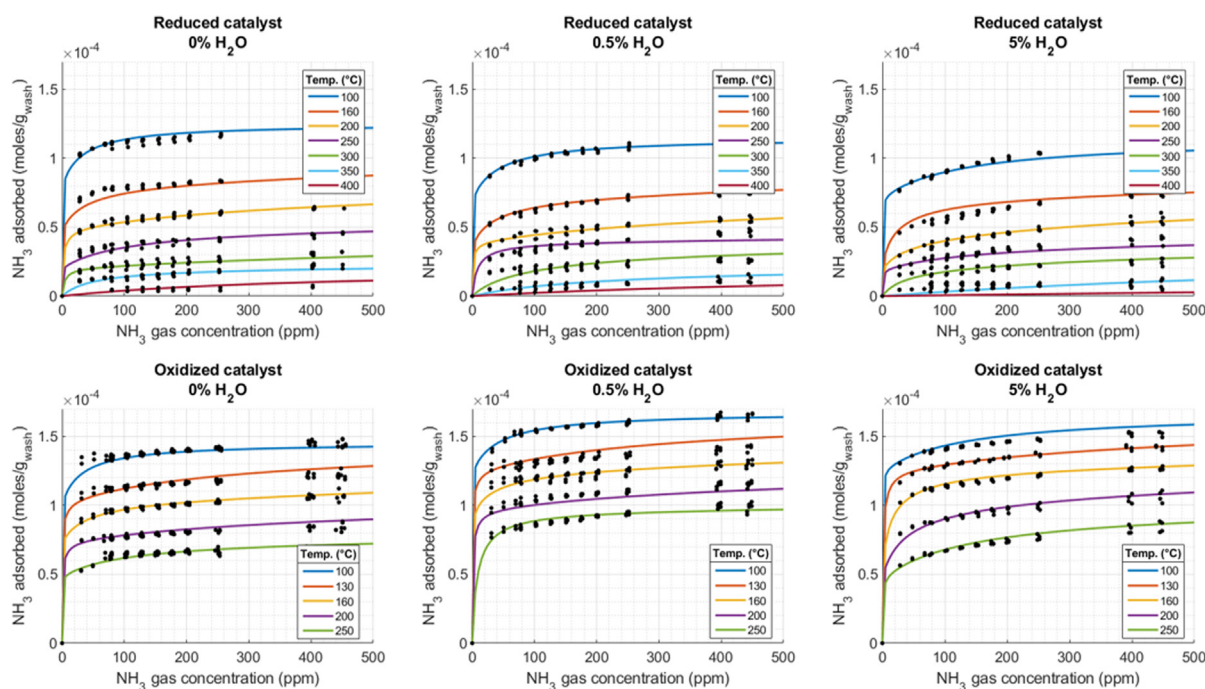 Reduced catalyst
0% H2O
×10-4
NH3 adsorbed (moles/gwash)
1.5
1
0.5
0
0 100 200 300 400 500
NH3 gas concentration (ppm)
Temp. (°C)
100
160
200
250
300
350
400
Reduced catalyst
0.5% H2O
×10-4
NH3 adsorbed (moles/gwash)
1.5
1
0.5
0
0 100 200 300 400 500
NH3 gas concentration (ppm)
Temp. (°C)
100
160
200
250
300
350
400
Reduced catalyst
5% H2O
×10-4
NH3 adsorbed (moles/gwash)
1.5
1
0.5
0
0 100 200 300 400 500
NH3 gas concentration (ppm)
Temp. (°C)
100
160
200
250
300
350
400
Oxidized catalyst
0% H2O
×10-4
NH3 adsorbed (moles/gwash)
1.5
1
0.5
0
0 100 200 300 400 500
NH3 gas concentration (ppm)
Temp. (°C)
100
130
160
200
250
Oxidized catalyst
0.5% H2O
×10-4
NH3 adsorbed (moles/gwash)
1.5
1
0.5
0
0 100 200 300 400 500
NH3 gas concentration (ppm)
Temp. (°C)
100
130
160
200
250
Oxidized catalyst
5% H2O
×10-4
NH3 adsorbed (moles/gwash)
1.5
1
0.5
0
0 100 200 300 400 500
NH3 gas concentration (ppm)
Temp. (°C)
100
130
160
200
250